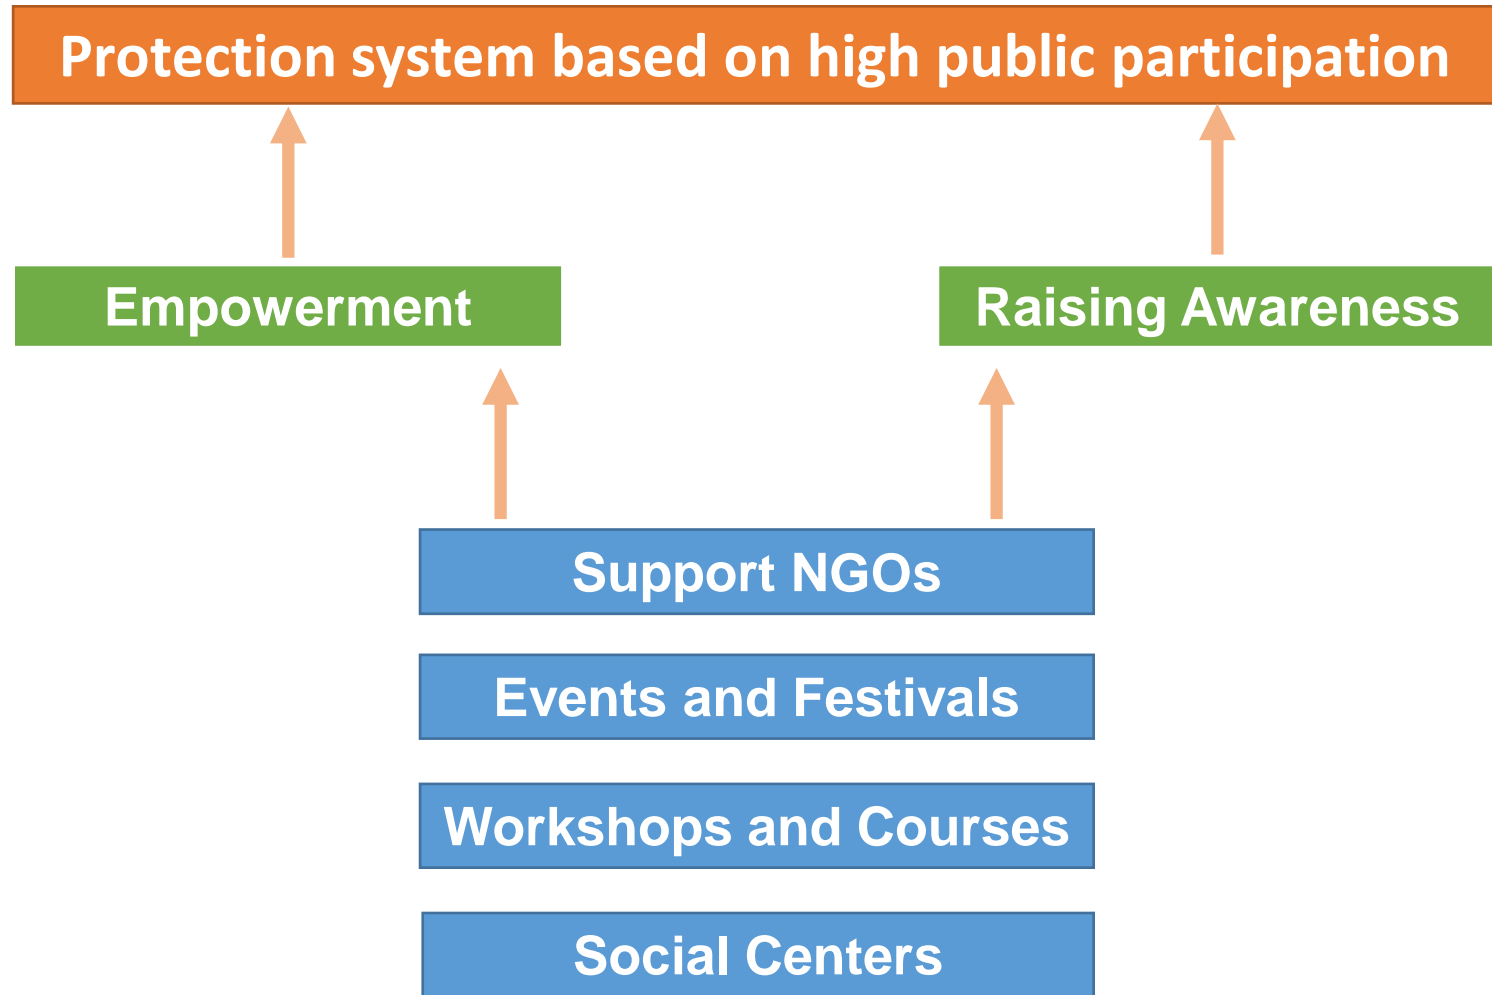 Protection system based on high public participation
Empowerment
Raising Awareness
Support NGOs
Events and Festivals
Workshops and Courses
Social Centers